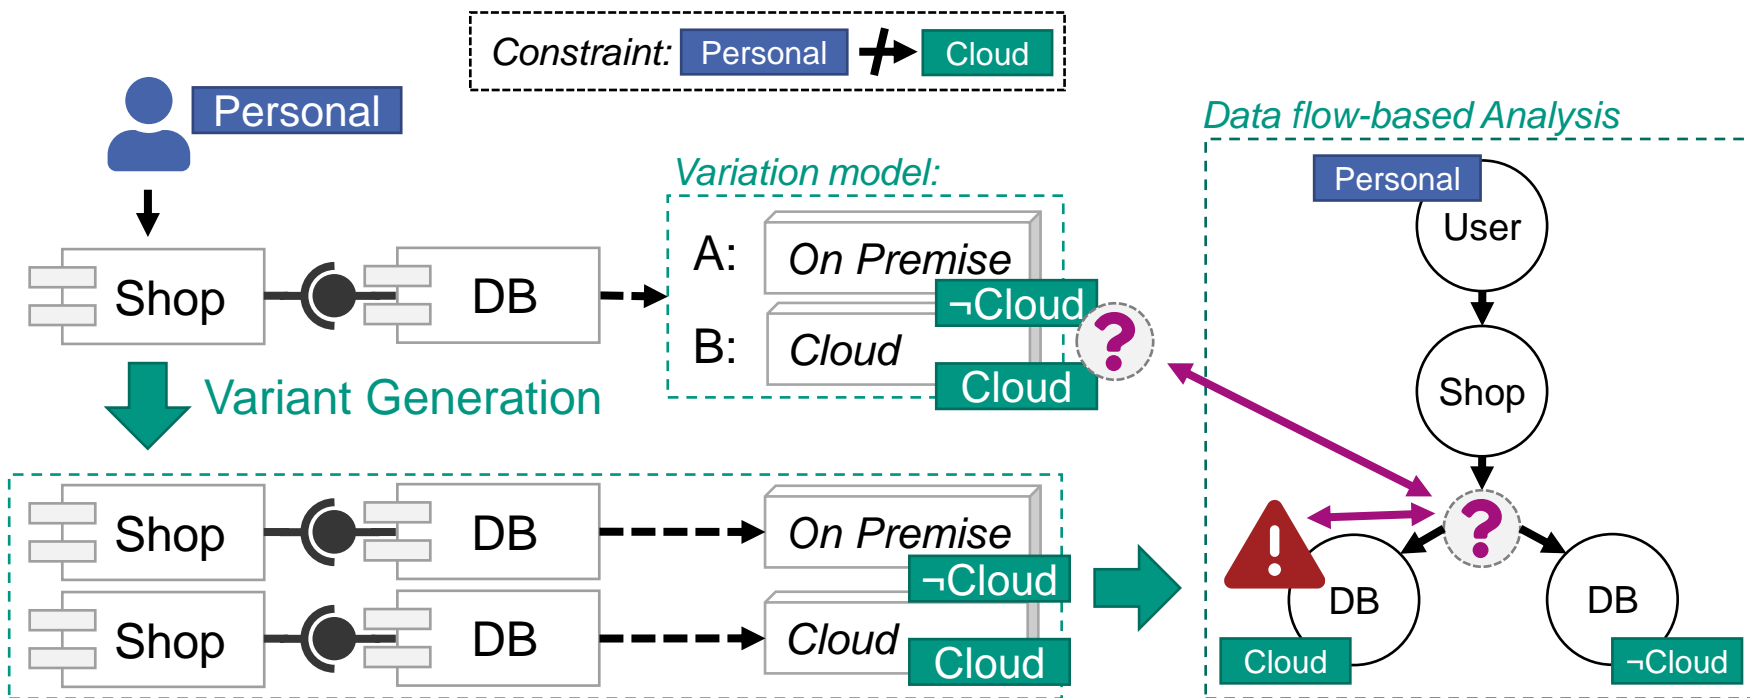 Constraint: Personal Cloud
Personal
Data flow-based Analysis
Variation model:
Personal
User
A: On Premise
¬Cloud
Shop DB
B: Cloud
?
Cloud
Shop
Variant Generation
Shop DB On Premise
¬Cloud
?
!
DB DB
Shop DB Cloud
Cloud
Cloud ¬Cloud